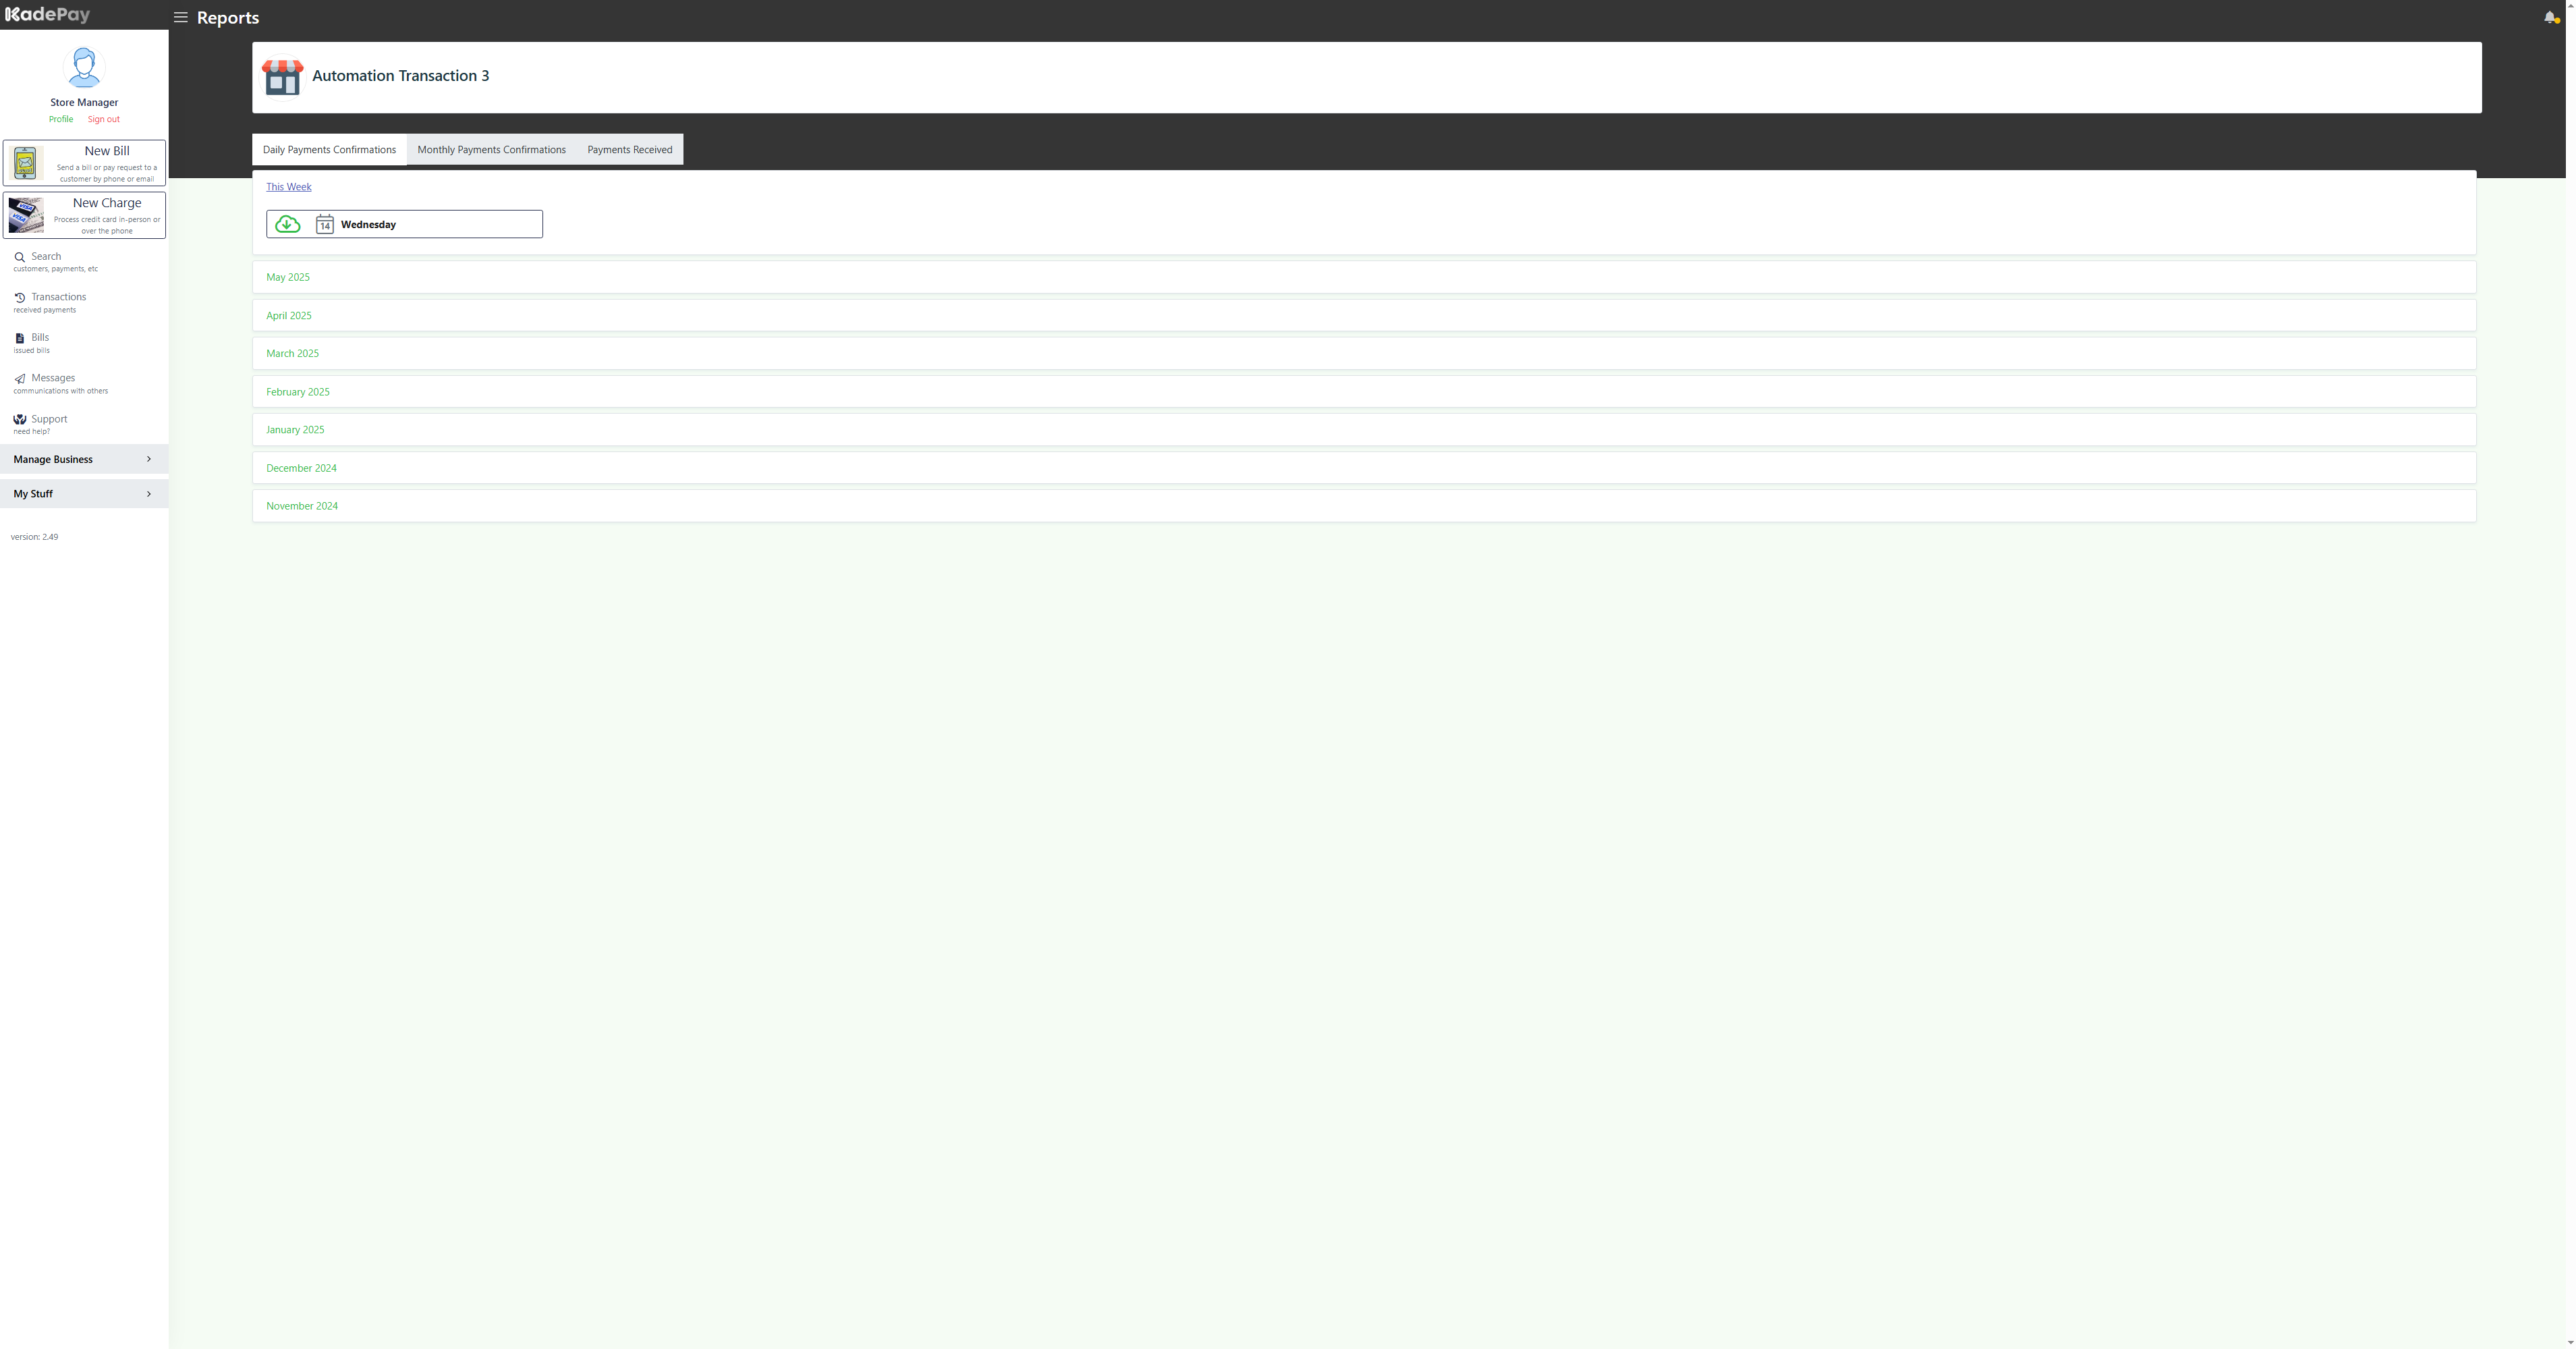 KadePay
Reports
Store Manager
Profile
Sign out
New Bill
Send a bill or pay request to a
customer by phone or email
New Charge
Process credit card in-person or
over the phone
Search
customers, payments, etc
Transactions
received payments
Bills
issued bills
Messages
communications with others
Support
need help?
Manage Business
My Stuff
version: 2.49
Automation Transaction 3
Daily Payments Confirmations
Monthly Payments Confirmations
Payments Received
This Week
14
Wednesday
May 2025
April 2025
March 2025
February 2025
January 2025
December 2024
November 2024